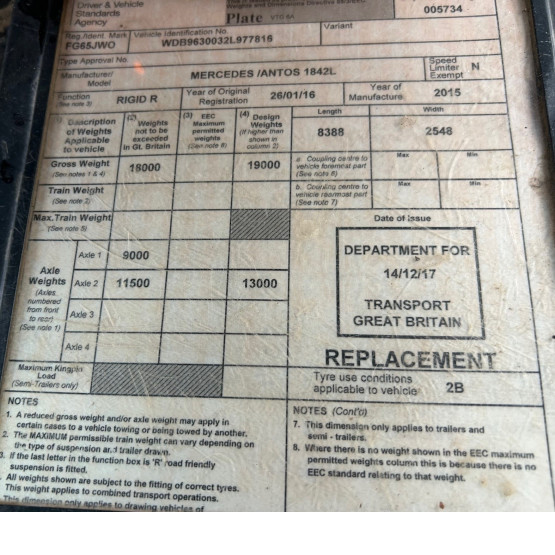 Driver & Vehicle
Standards
Agency
Plate VTG 6A
005734
Reg./Ident. Mark
FG65JWO
Vehicle Identification No.
WDB9630032L977816
Variant
Type Approval No.
Manufacturer/
Model
MERCEDES /ANTOS 1842L
Speed
Limiter
Exempt
N
Function
(See note 3)
RIGID R
Year of Original
Registration
26/01/16
Year of
Manufacture
2015
(1) Description
of Weights
Applicable
to vehicle
(2) Weights
not to be
exceeded
in Gt. Britain
(3) EEC
Maximum
permitted
weights
(See note 8)
(4) Design
Weights
(if higher than
shown in
column 2)
Length
8388
Width
2548
Gross Weight
(See notes 1 & 4)
18000
19000
a. Coupling centre to
vehicle foremost part
(See note 6)
Max
Min
Train Weight
(See note 2)
b. Coupling centre to
vehicle rearmost part
(See note 7)
Max
Min
Max.Train Weight
(See note 5)
Axle
Weights
(Axles
numbered
from front
to rear)
(See note 1)
Axle 1
9000
Axle 2
11500
13000
Axle 3
Axle 4
Maximum Kingpin
Load
(Semi-Trailers only)
Date of Issue
DEPARTMENT FOR
14/12/17
TRANSPORT
GREAT BRITAIN
REPLACEMENT
Tyre use conditions
applicable to vehicle
2B
NOTES
1. A reduced gross weight and/or axle weight may apply in
certain cases to a vehicle towing or being towed by another.
2. The MAXIMUM permissible train weight can vary depending on
the type of suspension and trailer drawn.
3. If the last letter in the function box is 'R' road friendly
suspension is fitted.
All weights shown are subject to the fitting of correct tyres.
This weight applies to combined transport operations.
This dimension only applies to drawing vehicles of
NOTES (Cont'd)
7. This dimension only applies to trailers and
semi - trailers.
8. Where there is no weight shown in the EEC maximum
permitted weights column this is because there is no
EEC standard relating to that weight.